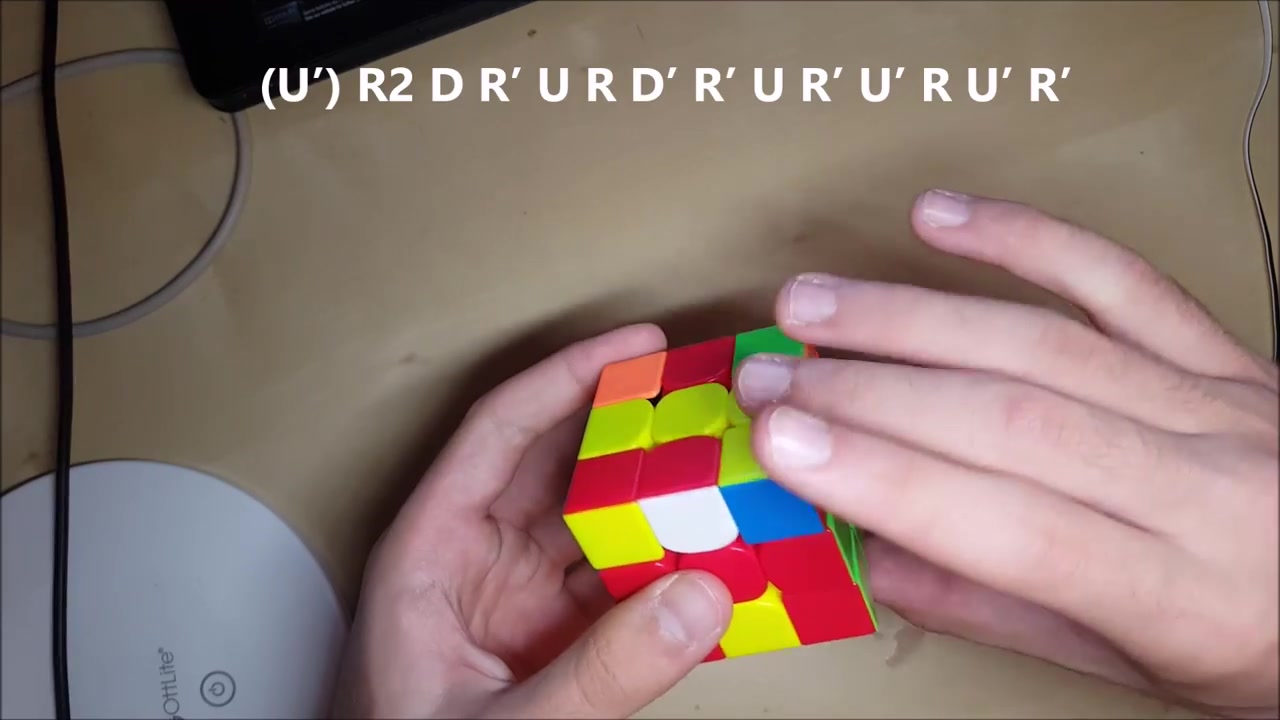 (U′) R2 D R′ U R D′ R′ U R′ U′ R U′ R′
OttLite®